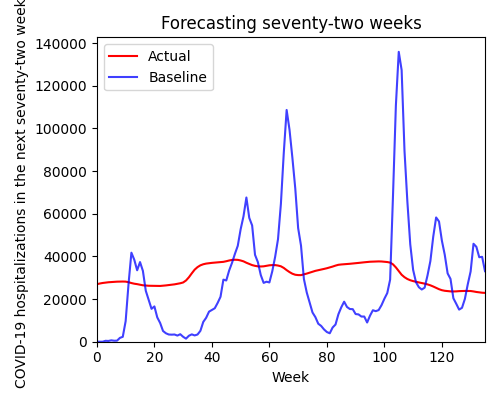 Forecasting seventy-two weeks
COVID-19 hospitalizations in the next seventy-two week
140000
120000
100000
80000
60000
40000
20000
0
Actual
Baseline
0 20 40 60 80 100 120
Week